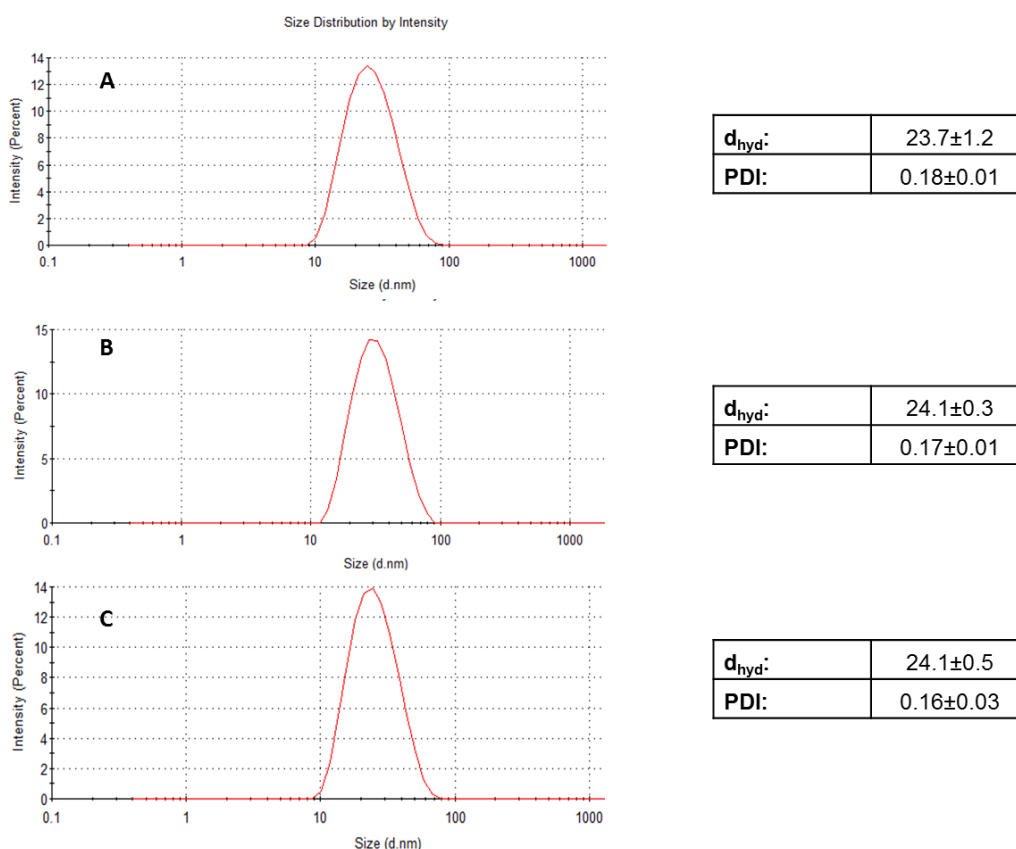 Size Distribution by Intensity
A
Intensity (Percent)
14
12
10
8
6
4
2
0
0.1 1 10 100 1000
Size (d.nm)
dhyd: 23.7±1.2
PDI: 0.18±0.01
B
Intensity (Percent)
15
10
5
0
0.1 1 10 100 1000
Size (d.nm)
dhyd: 24.1±0.3
PDI: 0.17±0.01
C
Intensity (Percent)
14
12
10
8
6
4
2
0
0.1 1 10 100 1000
Size (d.nm)
dhyd: 24.1±0.5
PDI: 0.16±0.03